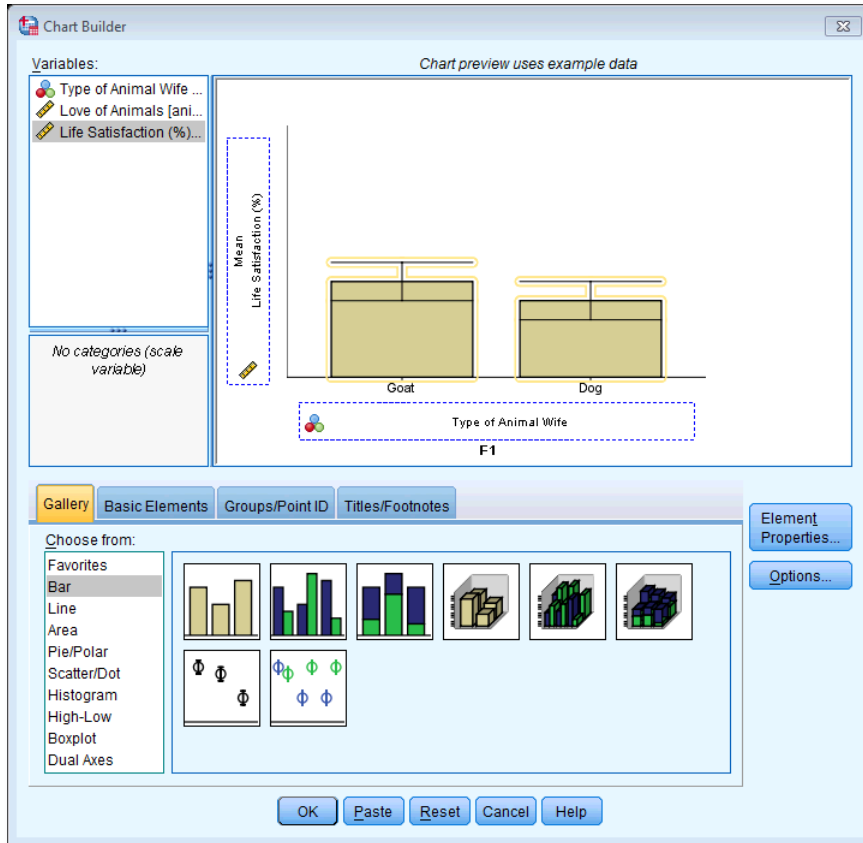 Chart Builder
Variables:
Chart preview uses example data
Type of Animal Wife ...
Love of Animals [ani...
Life Satisfaction (%)...
No categories (scale
variable)
Mean
Life Satisfaction (%)
Goat
Dog
Type of Animal Wife
F1
Gallery
Basic Elements
Groups/Point ID
Titles/Footnotes
Choose from:
Favorites
Bar
Line
Area
Pie/Polar
Scatter/Dot
Histogram
High-Low
Boxplot
Dual Axes
Element
Properties...
Options...
OK
Paste
Reset
Cancel
Help